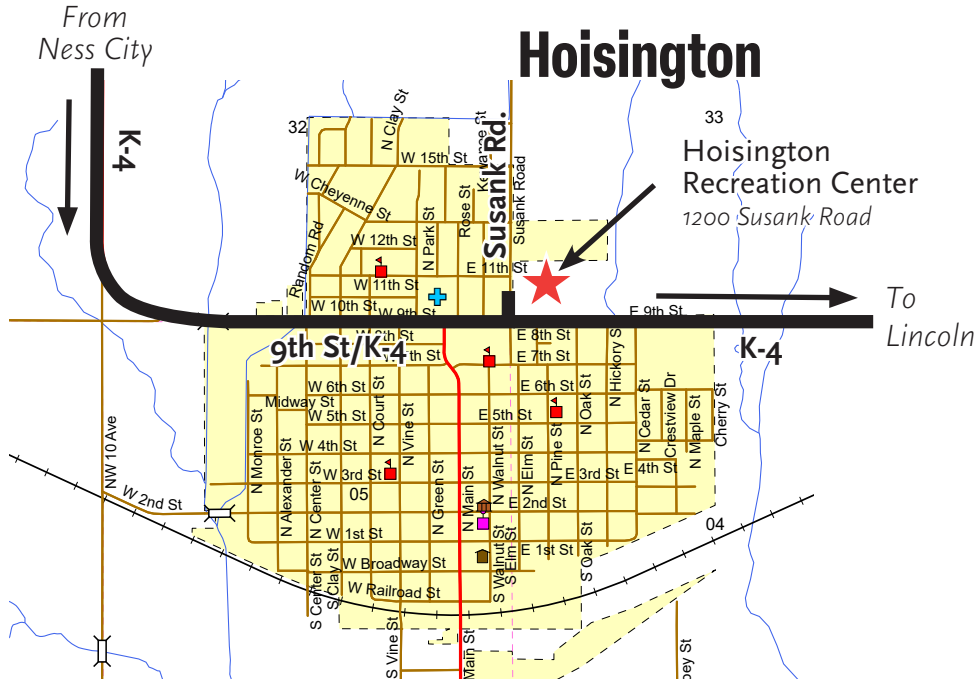 From
Ness City
Hoisington
K-4
32
33
N Clay St
W 15th St
Susank Rd.
Susank Road
Hoisington
Recreation Center
1200 Susank Road
W Cheyenne St
Rose St
N Park St
W 12th St
Random Rd
E 11th St
W 11th St
W 10th St
W 9th St
E 9th St
To
Lincoln
9th St/K-4
K-4
E 8th St
E 7th St
N Hickory S
W 6th St
E 6th St
Midway St
W 5th St
E 5th St
N Court St
N Vine St
N Oak St
N Cedar St
Crestview Dr
N Maple St
Cherry St
N Monroe St
W 4th St
E 4th St
NW 10 Ave
N Alexander St
N Center St
W 3rd St
E 3rd St
05
N Green St
N Main St
N Walnut St
N Elm St
N Pine St
W 2nd St
E 2nd St
04
W 1st St
E 1st St
W Broadway St
W Railroad St
S Center St
S Clay St
S Walnut St
S Elm St
S Oak St
S Vine St
Main St